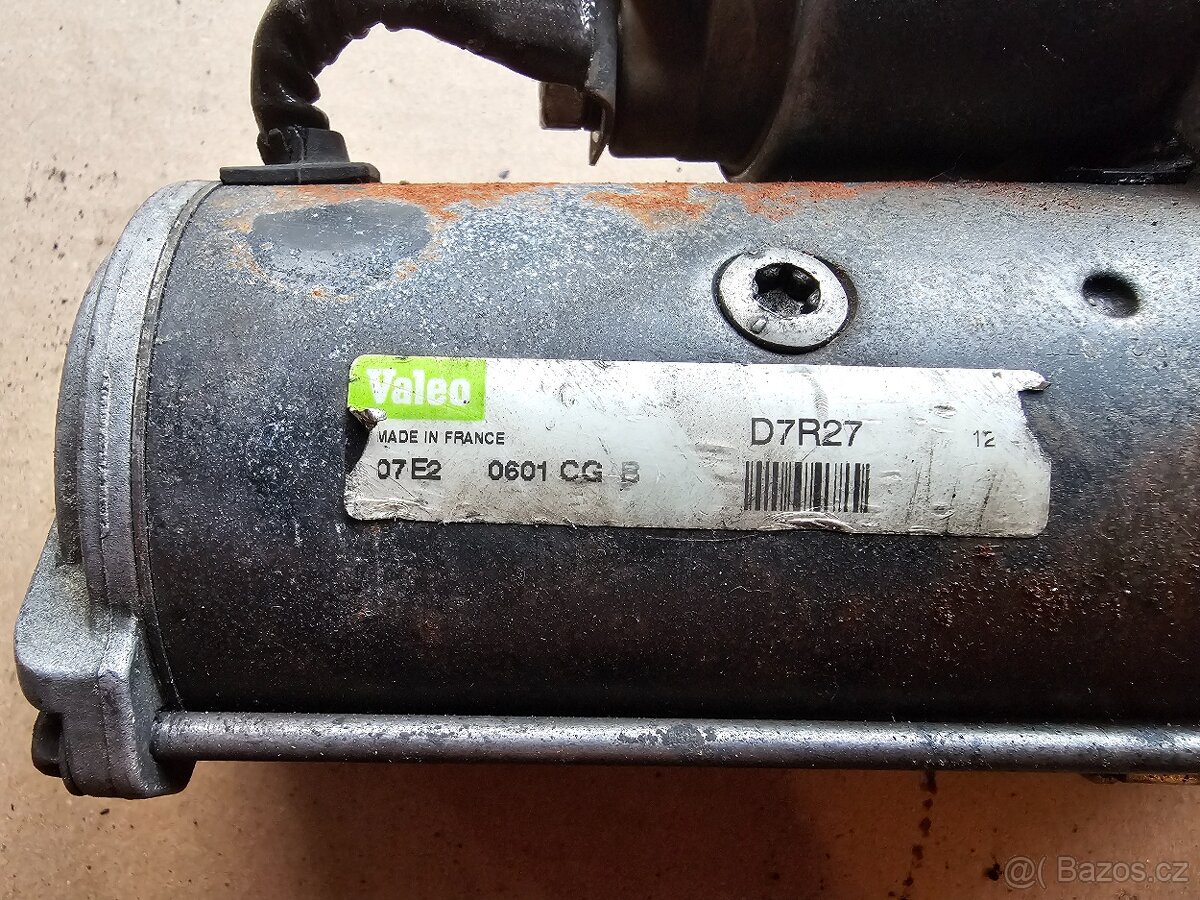 Valeo
MADE IN FRANCE
D7R27
12
07E2 0601 CG B
@( Bazos.cz